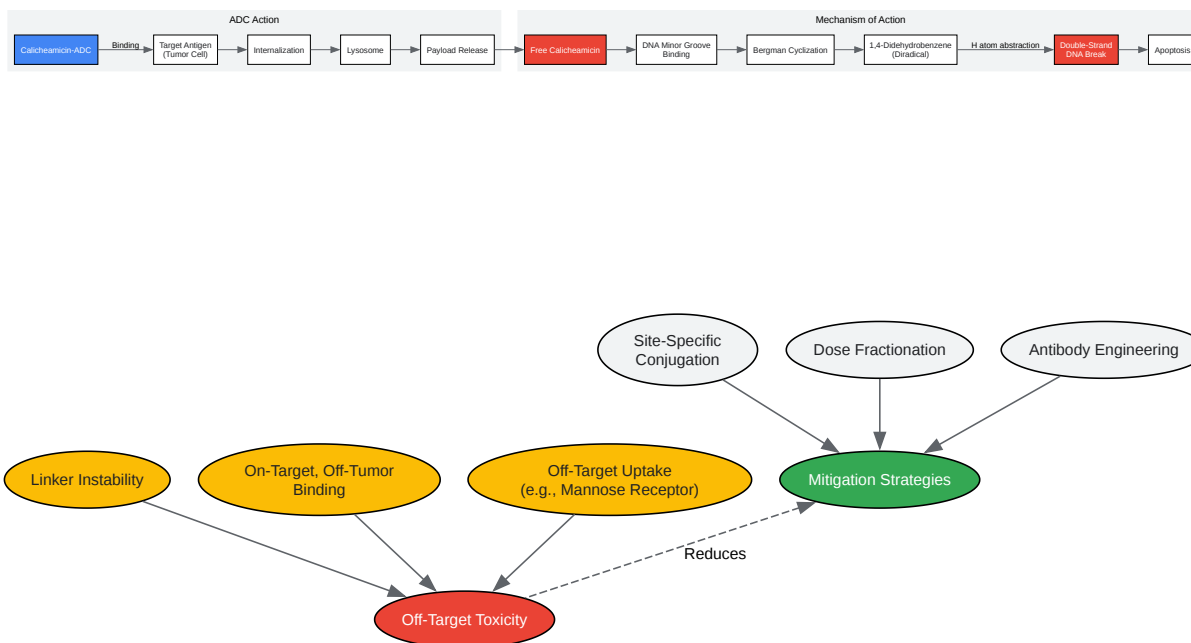 ADC Action
Mechanism of Action
Calicheamicin-ADC
Binding
Target Antigen
(Tumor Cell)
Internalization
Lysosome
Payload Release
Free Calicheamicin
DNA Minor Groove
Binding
Bergman Cyclization
1,4-Didehydrobenzene
(Diradical)
H atom abstraction
Double-Strand
DNA Break
Apoptosis
Site-Specific
Conjugation
Dose Fractionation
Antibody Engineering
Linker Instability
On-Target, Off-Tumor
Binding
Off-Target Uptake
(e.g., Mannose Receptor)
Mitigation Strategies
Reduces
Off-Target Toxicity